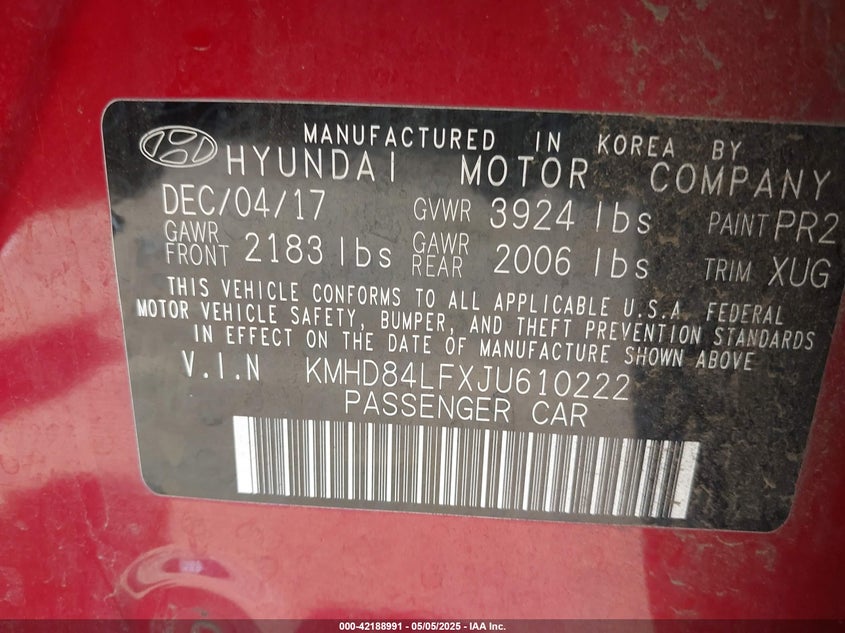 MANUFACTURED IN KOREA BY
HYUNDAI MOTOR COMPANY
DEC/04/17 GVWR 3924 lbs PAINT PR2
GAWR FRONT 2183 lbs GAWR REAR 2006 lbs TRIM XUG
THIS VEHICLE CONFORMS TO ALL APPLICABLE U.S.A. FEDERAL
MOTOR VEHICLE SAFETY, BUMPER, AND THEFT PREVENTION STANDARDS
IN EFFECT ON THE DATE OF MANUFACTURE SHOWN ABOVE
V.I.N KMHD84LFXJU610222
PASSENGER CAR
000-42188991 - 05/05/2025 - IAA Inc.